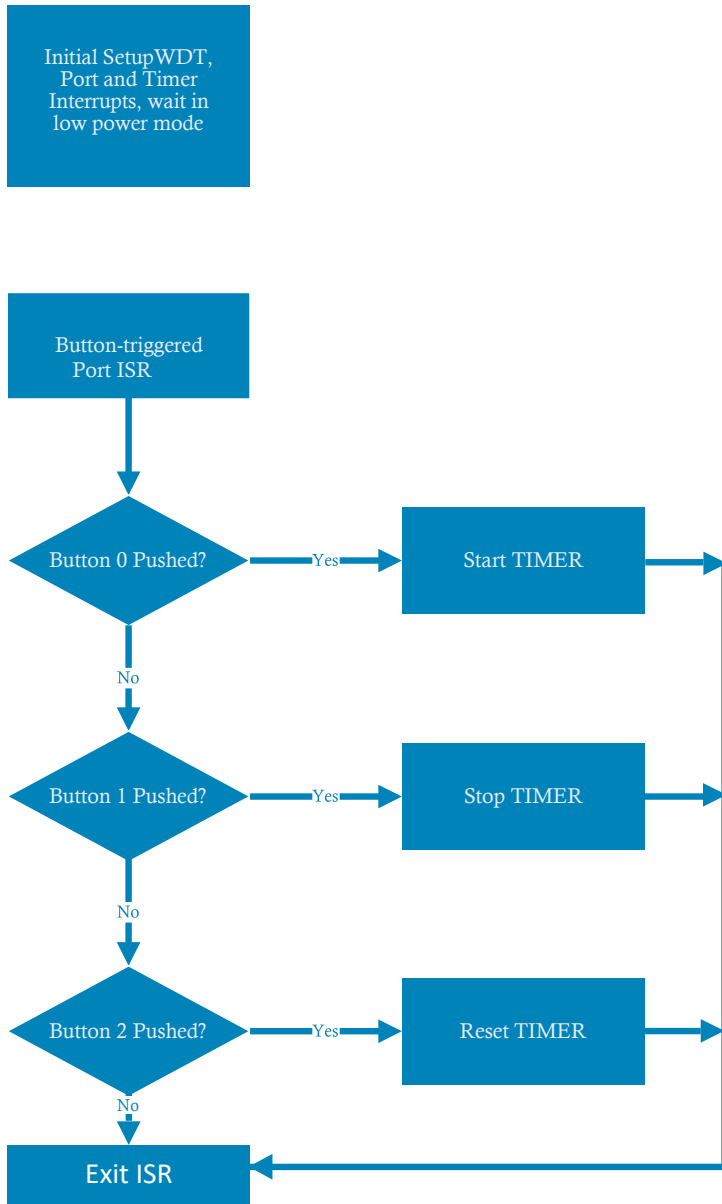 Initial SetupWDT,
Port and Timer
Interrupts, wait in
low power mode
Button-triggered
Port ISR
Button 0 Pushed?
Yes
Start TIMER
No
Button 1 Pushed?
Yes
Stop TIMER
No
Button 2 Pushed?
Yes
Reset TIMER
No
Exit ISR